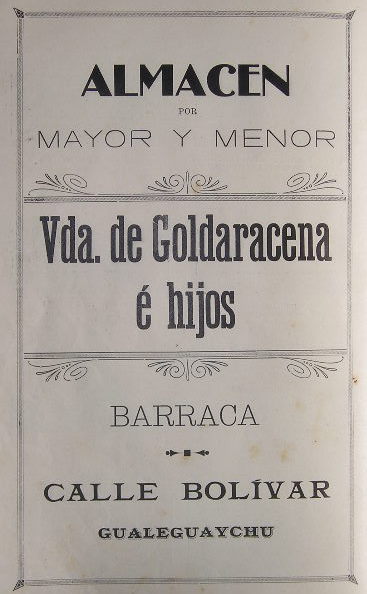 ALMACEN
POR
MAYOR Y MENOR
Vda. de Goldaracena
é hijos
BARRACA
CALLE BOLÍVAR
GUALEGUAYCHU